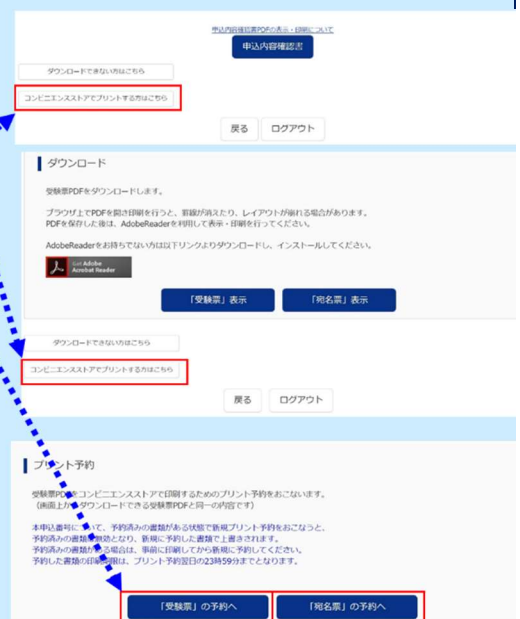 申込内容確認書PDFの表示・印刷について
申込内容確認書
ダウンロードできない方はこちら
コンビニエンスストアでプリントする方はこちら
戻る ログアウト
ダウンロード
受験票PDFをダウンロードします。
ブラウザ上でPDFを開き印刷を行うと、罫線が消えたり、レイアウトが崩れる場合があります。
PDFを保存した後は、AdobeReaderを利用して表示・印刷を行ってください。
AdobeReaderをお持ちでない方は以下リンクよりダウンロードし、インストールしてください。
Get Adobe
Acrobat Reader
「受験票」表示 「宛名票」表示
ダウンロードできない方はこちら
コンビニエンスストアでプリントする方はこちら
戻る ログアウト
プリント予約
受験票PDFをコンビニエンスストアで印刷するためのプリント予約をおこないます。
（画面上からダウンロードできる受験票PDFと同一の内容です）
本申込番号について、予約済みの書類がある状態で新規プリント予約をおこなうと、
予約済みの書類は無効となり、新規に予約した書類で上書きされます。
予約済みの書類がある場合は、事前に印刷してから新規に予約してください。
予約した書類の印刷期限は、プリント予約翌日の23時59分までとなります。
「受験票」の予約へ 「宛名票」の予約へ